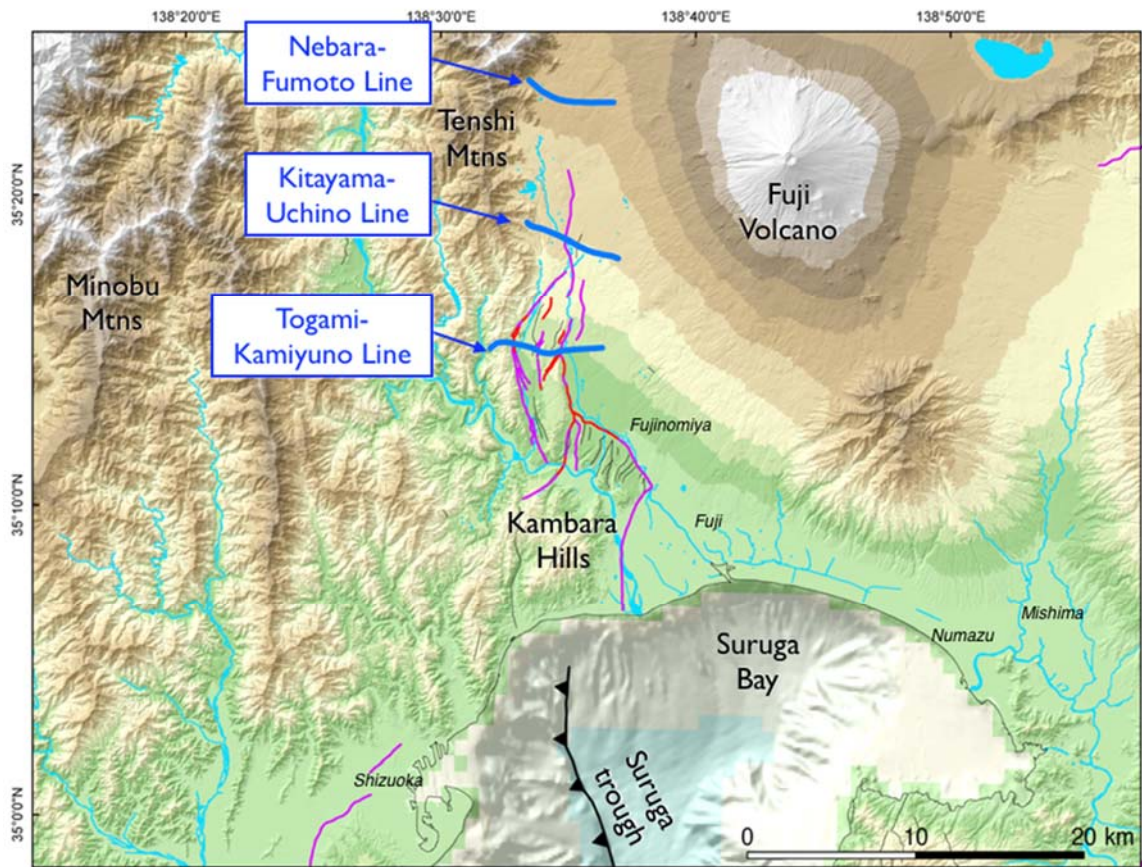 138°20'0"E
138°30'0"E
138°40'0"E
138°50'0"E
Nebara-
Fumoto Line
Tenshi
Mtns
35°20'0"N
Kitayama-
Uchino Line
Fuji
Volcano
Minobu
Mtns
Togami-
Kamiyuno Line
Fujinomiya
35°10'0"N
Kambara
Hills
Fuji
Mishima
Numazu
Suruga
Bay
Shizuoka
Suruga
trough
35°0'0"N
0
10
20 km